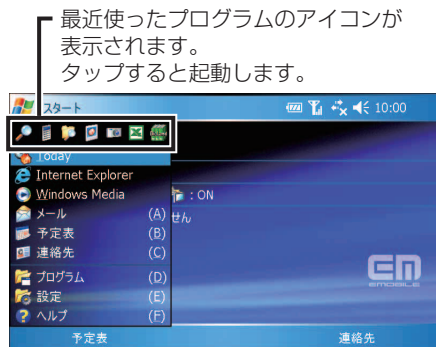 最近使ったプログラムのアイコンが
表示されます。
タップすると起動します。
スタート 10:00
Today
Internet Explorer
Windows Media : ON
メール (A) せん
予定表 (B)
連絡先 (C)
EM
EMOBILE
プログラム (D)
設定 (E)
ヘルプ (F)
予定表 連絡先